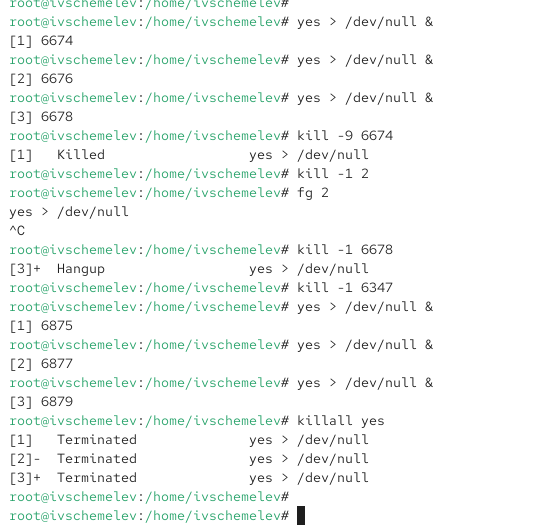 root@ivschemelev:/home/ivschemelev#
root@ivschemelev:/home/ivschemelev# yes > /dev/null &
[1] 6674
root@ivschemelev:/home/ivschemelev# yes > /dev/null &
[2] 6676
root@ivschemelev:/home/ivschemelev# yes > /dev/null &
[3] 6678
root@ivschemelev:/home/ivschemelev# kill -9 6674
[1]   Killed                  yes > /dev/null
root@ivschemelev:/home/ivschemelev# kill -1 2
root@ivschemelev:/home/ivschemelev# fg 2
yes > /dev/null
^C
root@ivschemelev:/home/ivschemelev# kill -1 6678
[3]+  Hangup                  yes > /dev/null
root@ivschemelev:/home/ivschemelev# kill -1 6347
root@ivschemelev:/home/ivschemelev# yes > /dev/null &
[1] 6875
root@ivschemelev:/home/ivschemelev# yes > /dev/null &
[2] 6877
root@ivschemelev:/home/ivschemelev# yes > /dev/null &
[3] 6879
root@ivschemelev:/home/ivschemelev# killall yes
[1]   Terminated              yes > /dev/null
[2]-  Terminated              yes > /dev/null
[3]+  Terminated              yes > /dev/null
root@ivschemelev:/home/ivschemelev#
root@ivschemelev:/home/ivschemelev#